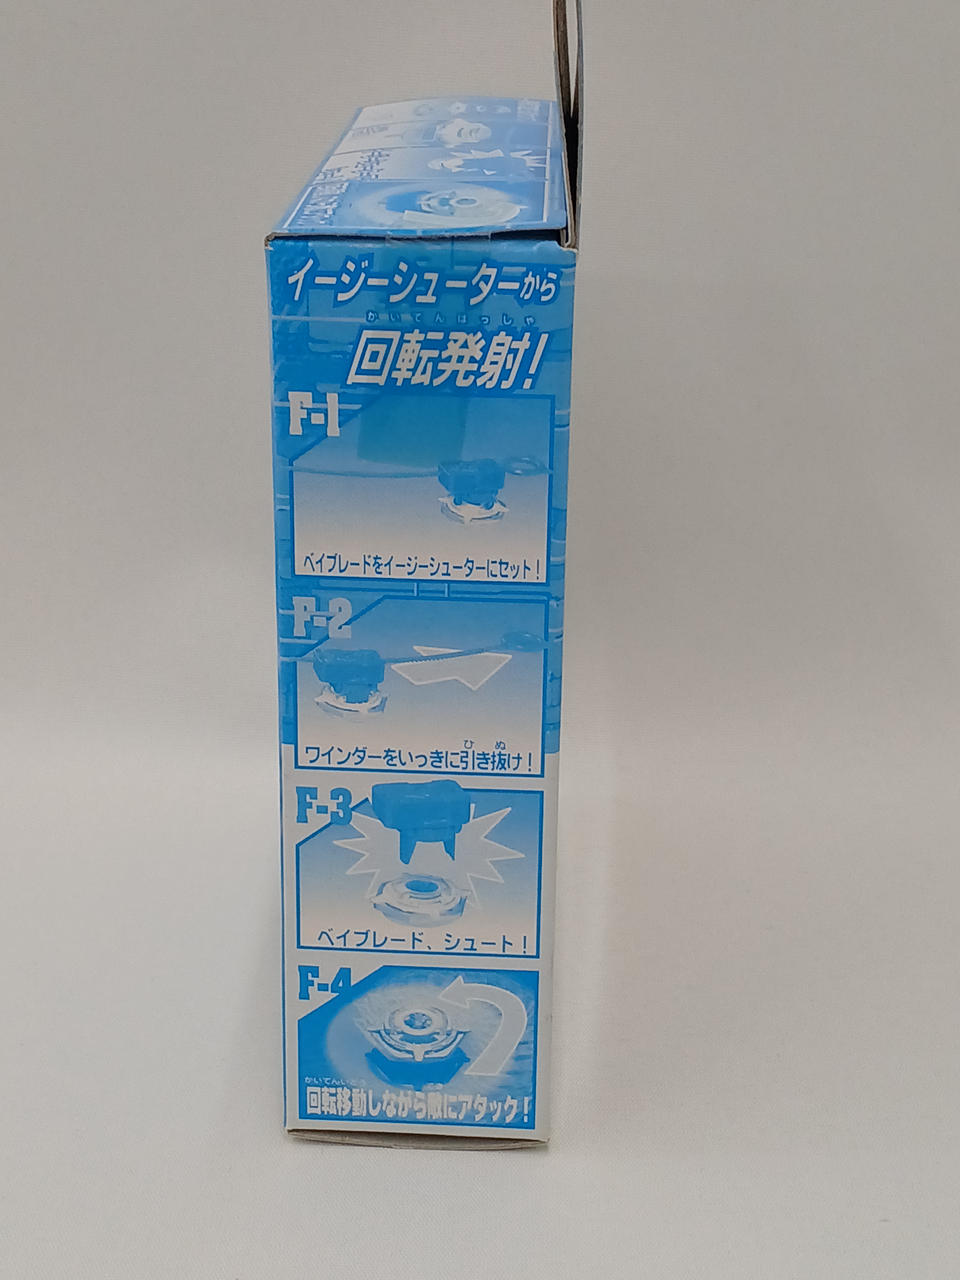 イージーシューターから
かいてんはっしゃ
回転発射!
F-1
ベイブレードをイージーシューターにセット!
F-2
ひ ぬ
ワインダーをいっきに引き抜け!
F-3
ベイブレード、シュート!
F-4
かいてんいどう
回転移動しながら敵にアタック!